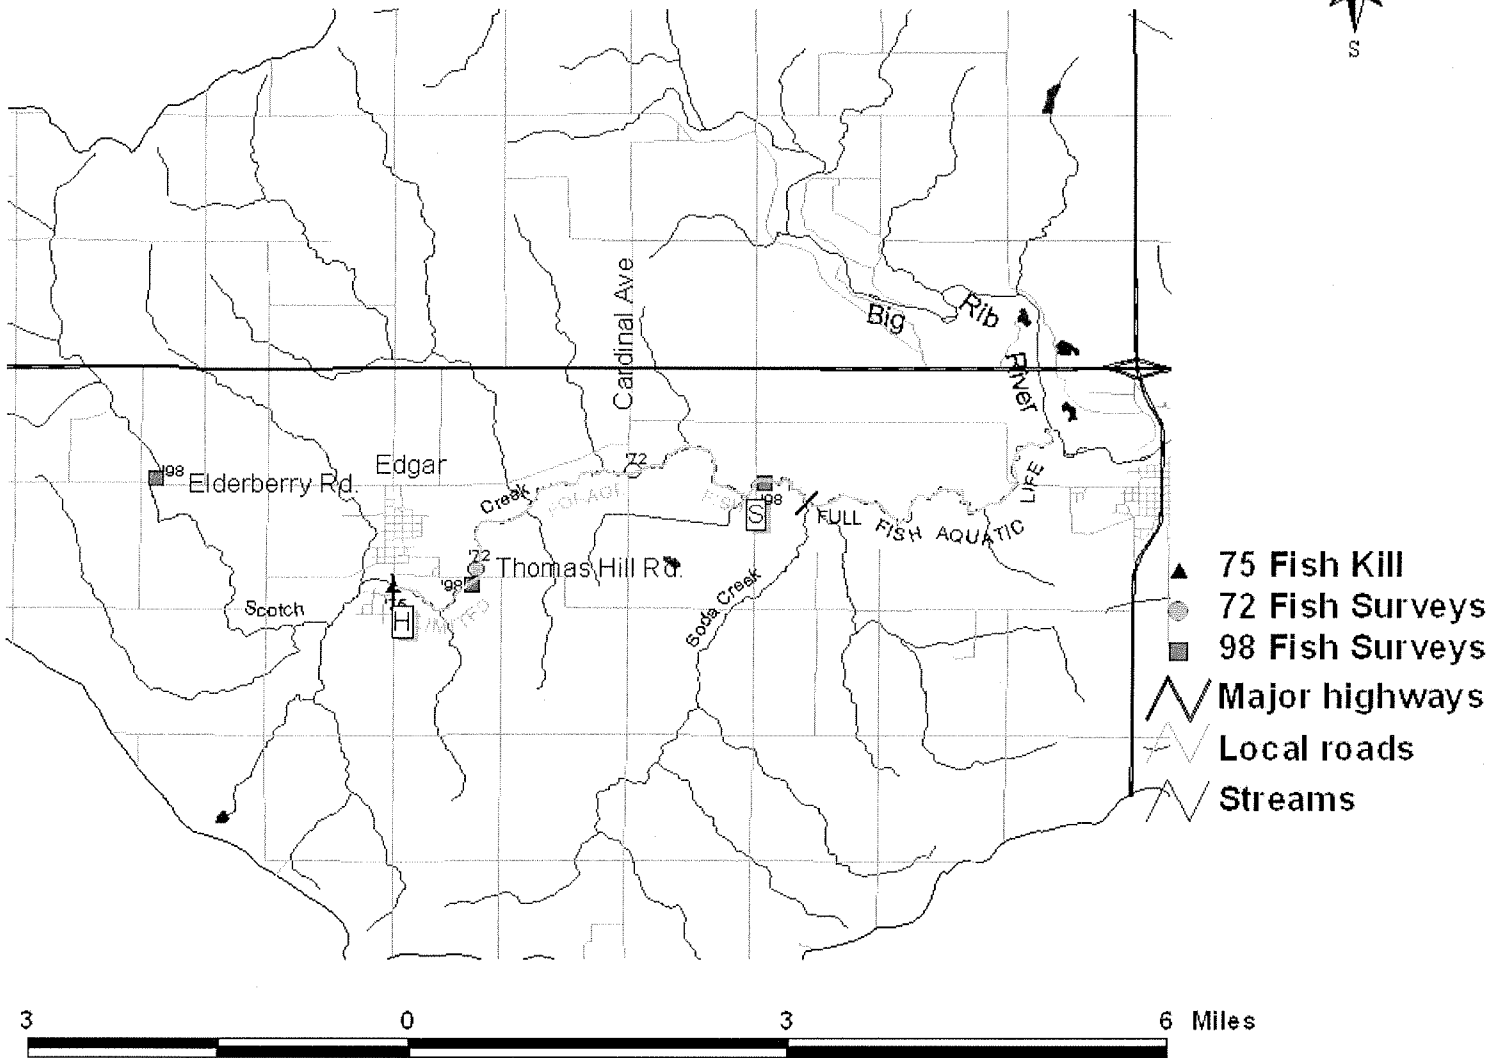 S
Cardinal Ave
Big
Rib
River
'98
Elderberry Rd.
Edgar
'72
Creek
FORAGE
FISH
'98
S
FULL
FISH
AQUATIC
LIFE
'72
Thomas Hill Rd.
'98
Scotch
'75
H
LIMITED
Soda Creek
75 Fish Kill
72 Fish Surveys
98 Fish Surveys
Major highways
Local roads
Streams
3 0 3 6 Miles